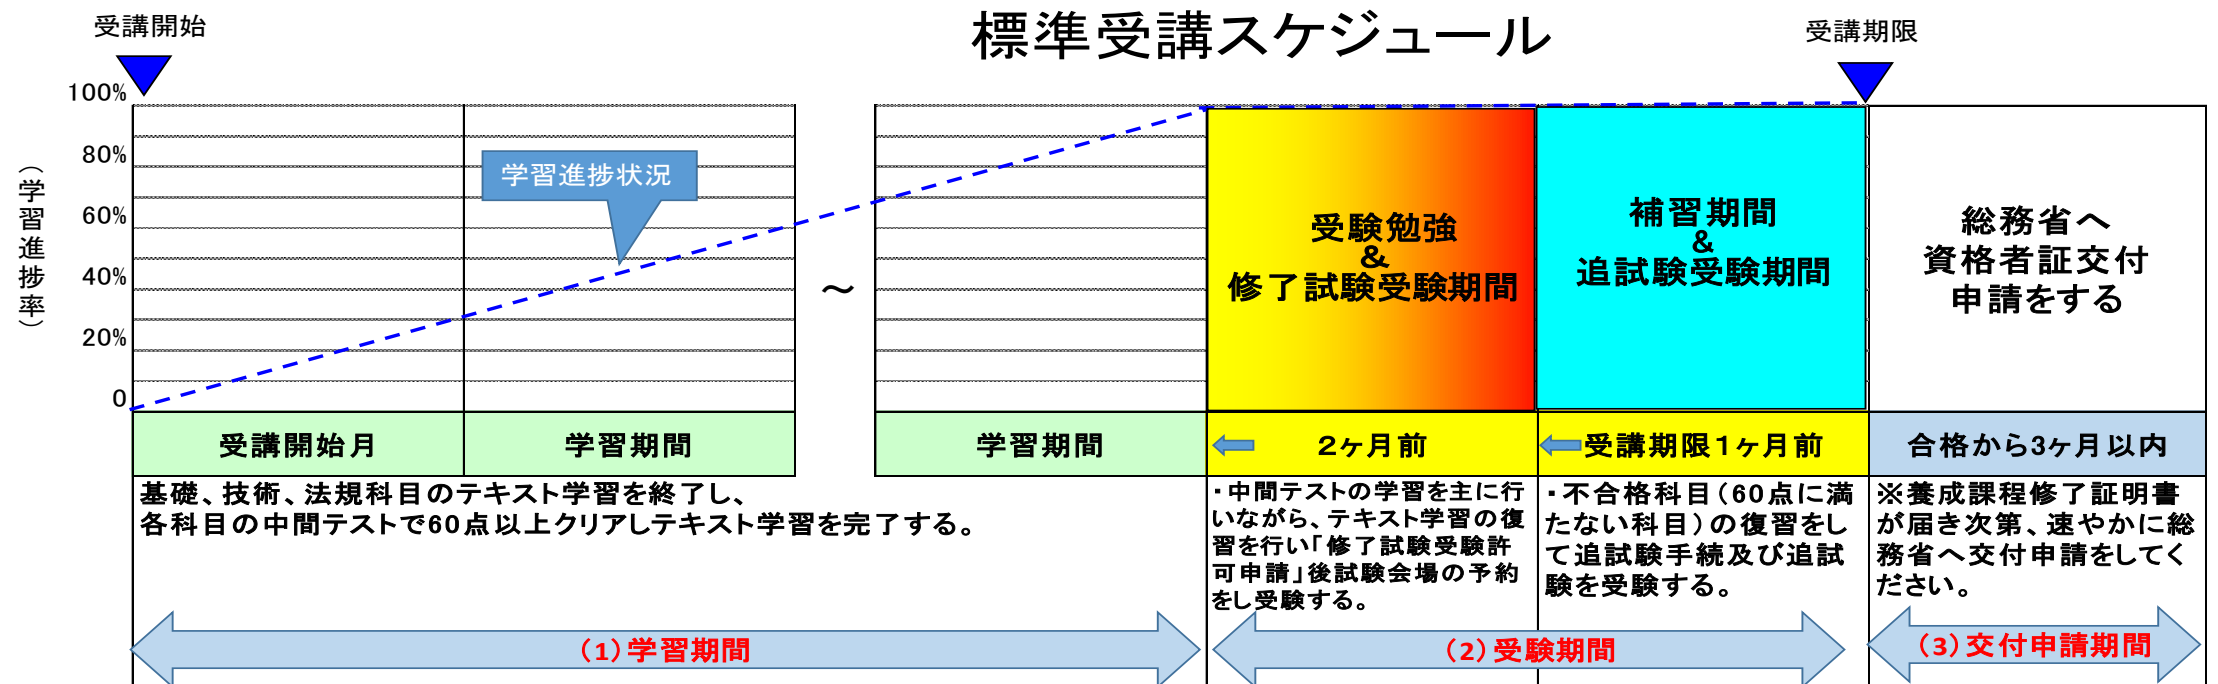 標準受講スケジュール
受講開始
受講期限
100%
80%
60%
40%
20%
0
(学習進捗率)
学習進捗状況
～
受験勉強
&
修了試験受験期間
補習期間
&
追試験受験期間
総務省へ
資格者証交付
申請をする
受講開始月
学習期間
学習期間
2ヶ月前
受講期限1ヶ月前
合格から3ヶ月以内
基礎、技術、法規科目のテキスト学習を終了し、
各科目の中間テストで60点以上クリアしテキスト学習を完了する。
・中間テストの学習を主に行
いながら、テキスト学習の復
習を行い「修了試験受験許
可申請」後試験会場の予約
をし受験する。
・不合格科目(60点に満
たない科目)の復習をし
て追試験手続及び追試
験を受験する。
※養成課程修了証明書
が届き次第、速やかに総
務省へ交付申請をしてく
ださい。
(1)学習期間
(2)受験期間
(3)交付申請期間